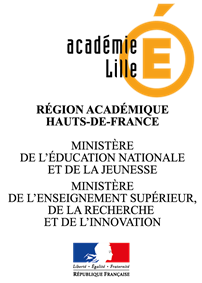 académie
Lille
RÉGION ACADÉMIQUE
HAUTS-DE-FRANCE
MINISTÈRE
DE L'ÉDUCATION NATIONALE
ET DE LA JEUNESSE
MINISTÈRE
DE L'ENSEIGNEMENT SUPÉRIEUR,
DE LA RECHERCHE
ET DE L'INNOVATION
Liberté • Égalité • Fraternité
RÉPUBLIQUE FRANÇAISE